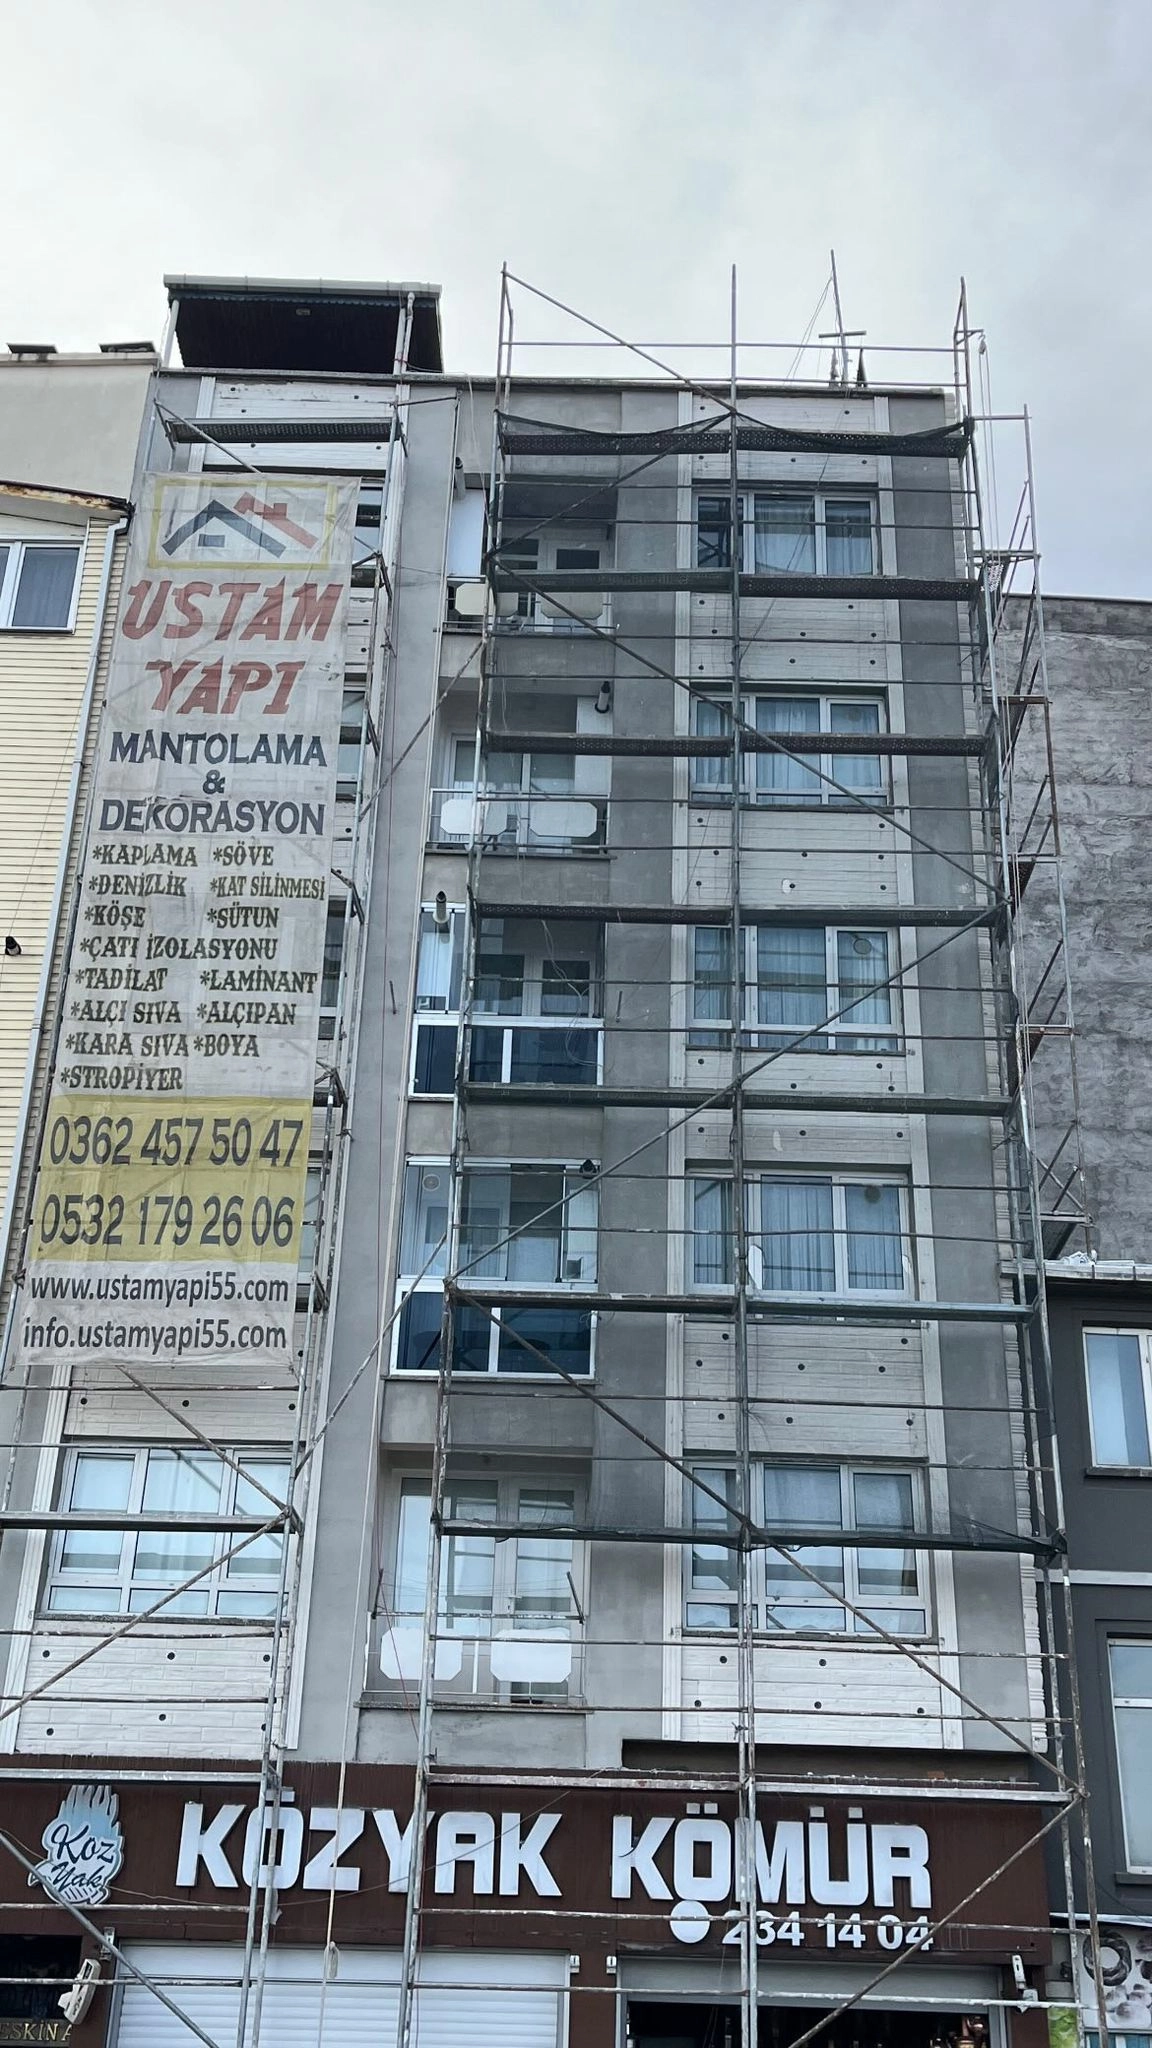 USTAM
YAPI
MANTOLAMA
&
DEKORASYON
*KAPLAMA *SÖVE
*DENİZLİK *KAT SİLİNMESİ
*KÖŞE *SÜTUN
*ÇATI İZOLASYONU
*TADİLAT *LAMİNANT
*ALÇI SIVA *ALÇIPAN
*KARA SIVA *BOYA
*STROPİYER
0362 457 50 47
0532 179 26 06
www.ustamyapi55.com
info.ustamyapi55.com
Koz
Yak
KÖZYAK KÖMÜR
234 14 04